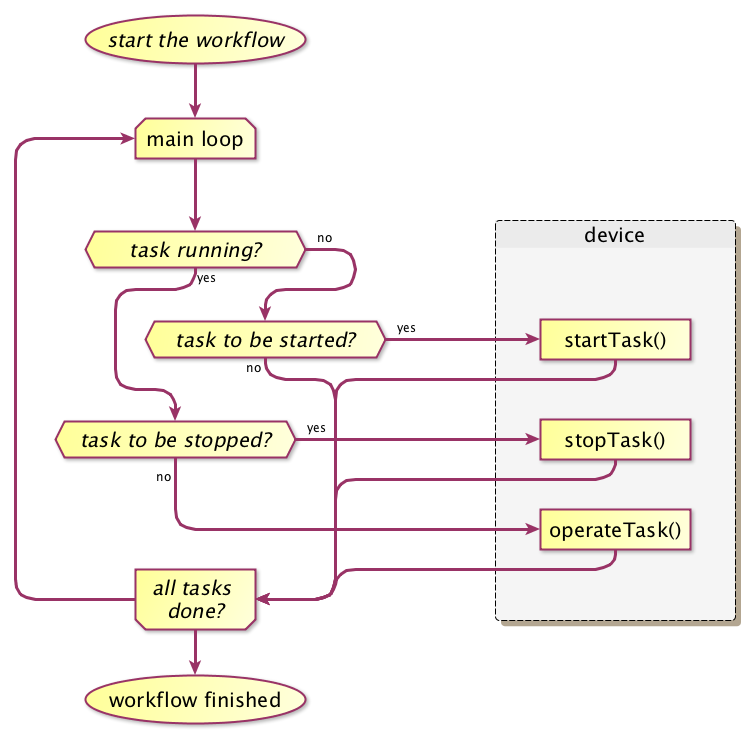 start the workflow
main loop
task running?
no
yes
device
task to be started?
yes
startTask()
no
task to be stopped?
yes
stopTask()
no
operateTask()
all tasks
done?
workflow finished